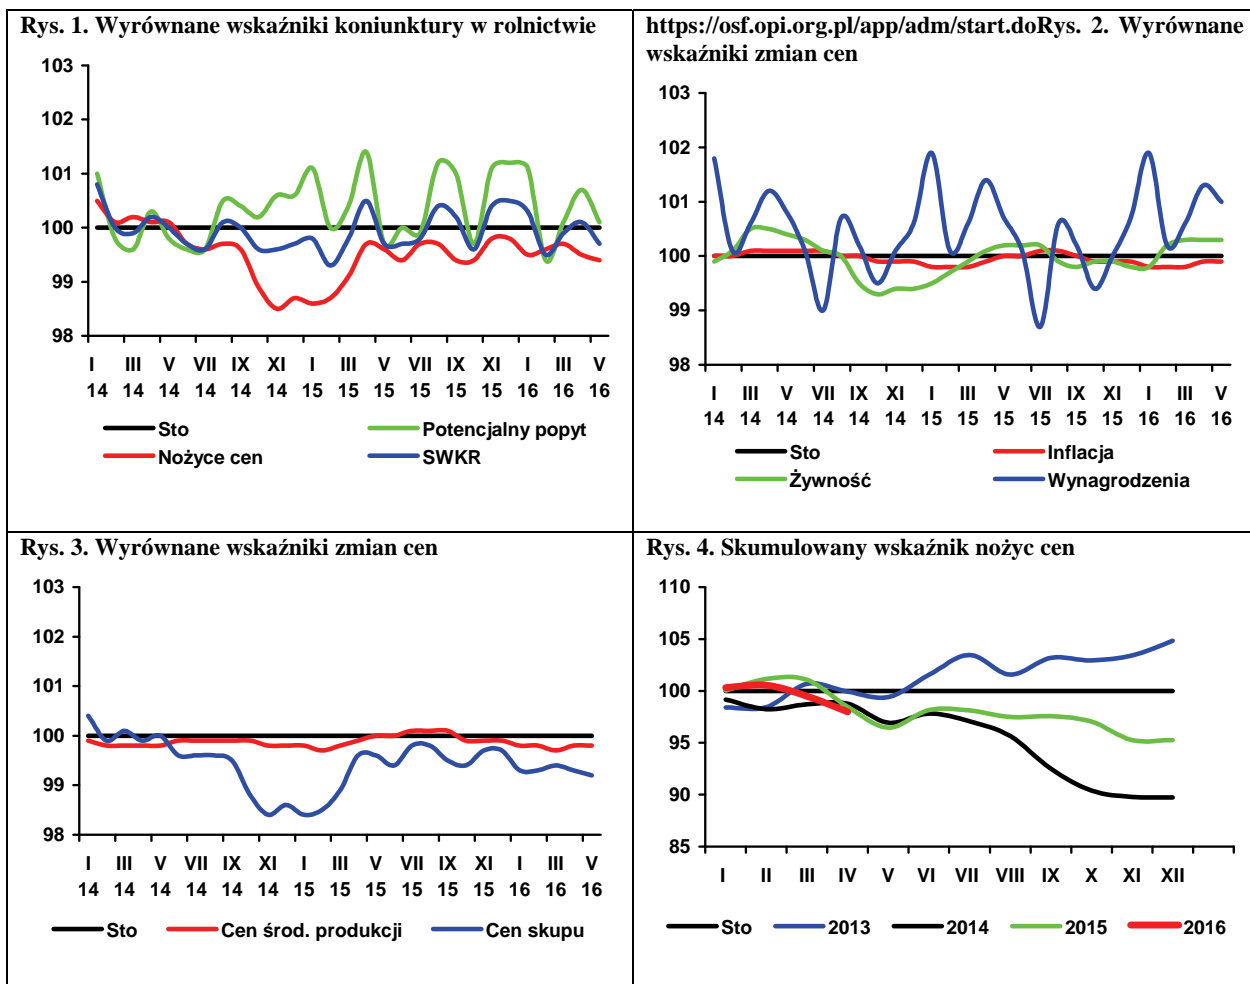 Rys. 1. Wyrównane wskaźniki koniunktury w rolnictwie
103
102
101
100
99
98
I III V VII IX XI I III V VII IX XI I III V
14 14 14 14 14 14 15 15 15 15 15 15 16 16 16
Sto Potencjalny popyt
Nożyce cen SWKR
https://osf.opi.org.pl/app/adm/start.doRys. 2. Wyrównane
wskaźniki zmian cen
103
102
101
100
99
98
I III V VII IX XI I III V VII IX XI I III V
14 14 14 14 14 14 15 15 15 15 15 15 16 16 16
Sto Inflacja
Żywność Wynagrodzenia
Rys. 3. Wyrównane wskaźniki zmian cen
103
102
101
100
99
98
I III V VII IX XI I III V VII IX XI I III V
14 14 14 14 14 14 15 15 15 15 15 15 16 16 16
Sto Cen środ. produkcji Cen skupu
Rys. 4. Skumulowany wskaźnik nożyc cen
110
105
100
95
90
85
I II III IV V VI VII VIII IX X XI XII
Sto 2013 2014 2015 2016